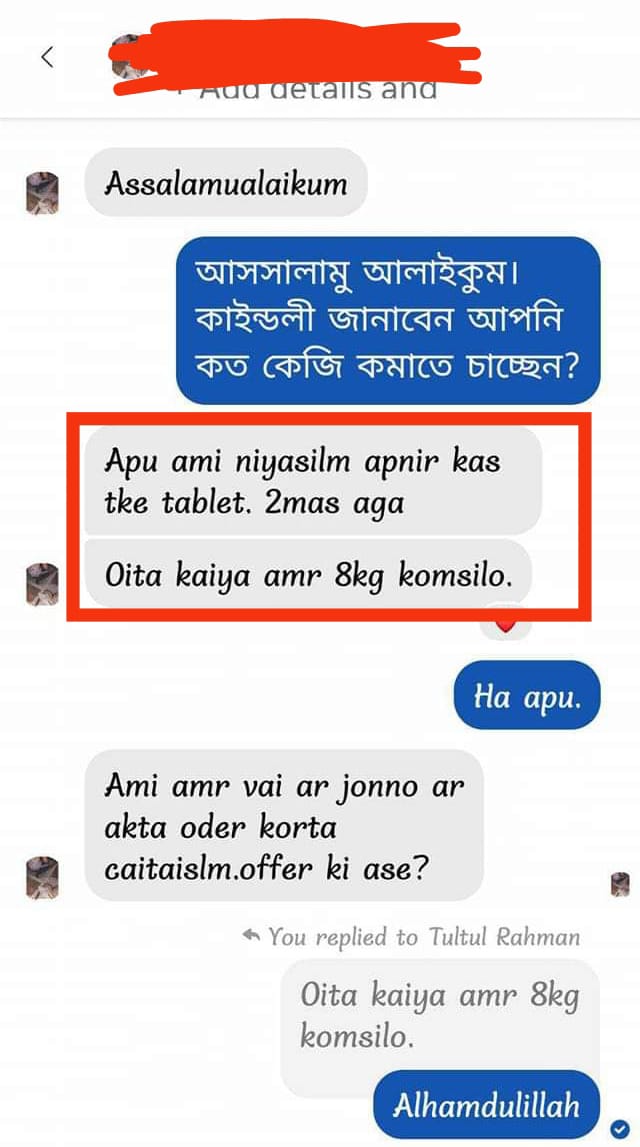 Add details and
Assalamualaikum
আসসালামু আলাইকুম।
কাইন্ডলী জানাবেন আপনি
কত কেজি কমাতে চাচ্ছেন?
Apu ami niyasilm apnir kas
tke tablet. 2mas aga
Oita kaiya amr 8kg komsilo.
Ha apu.
Ami amr vai ar jonno ar
akta oder korta
caitaislm.offer ki ase?
You replied to Tultul Rahman
Oita kaiya amr 8kg
komsilo.
Alhamdulillah